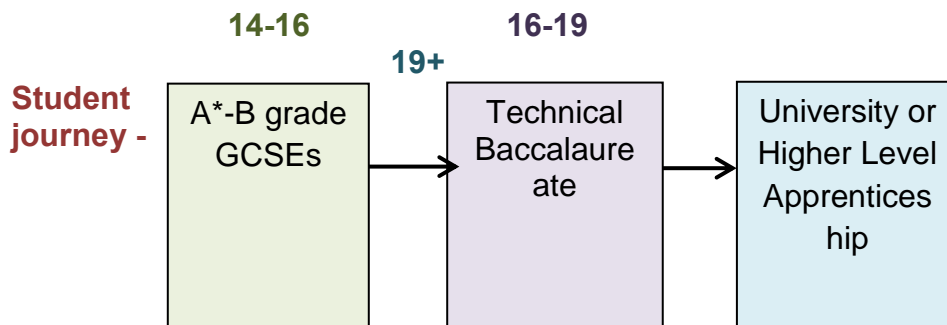 14-16
16-19
19+
Student
journey -
A*-B grade
GCSEs
Technical
Baccalaure
ate
University or
Higher Level
Apprentices
hip